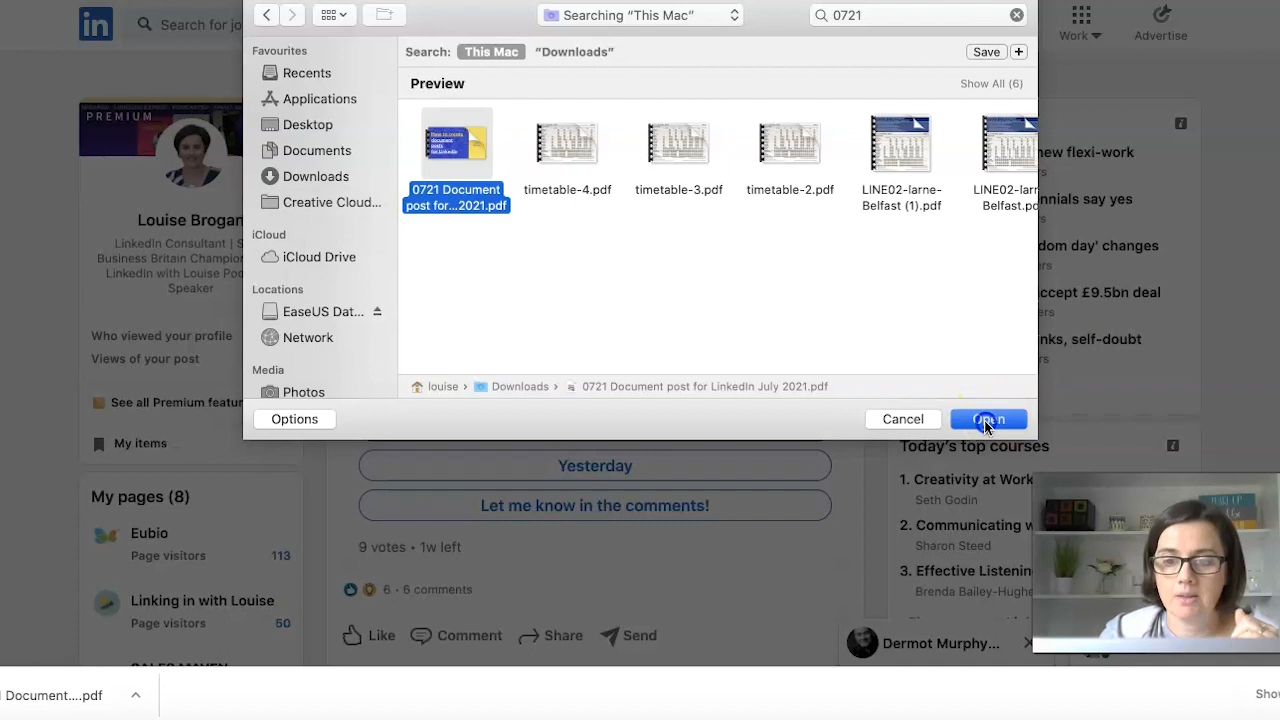 in
Search for jo
Searching “This Mac”
0721
Work
Advertise
Favourites
Recents
Applications
Desktop
Documents
Downloads
Creative Cloud...
iCloud
iCloud Drive
Locations
EaseUS Dat...
Network
Media
Photos
Search:
This Mac
“Downloads”
Save
+
Preview
Show All (6)
0721 Document
post for...2021.pdf
timetable-4.pdf
timetable-3.pdf
timetable-2.pdf
LINE02-larne-
Belfast (1).pdf
LINE02-larn
Belfast.pd
louise › Downloads › 0721 Document post for LinkedIn July 2021.pdf
Options
Cancel
Open
PREMIUM
Louise Brogan
LinkedIn Consultant | S
Business Britain Champion
LinkedIn with Louise Pod
Speaker
Who viewed your profile
Views of your post
See all Premium featur
My items
My pages (8)
Eubio
Page visitors
113
Linking in with Louise
Page visitors
50
Yesterday
Let me know in the comments!
9 votes • 1w left
6 • 6 comments
Like
Comment
Share
Send
new flexi-work
ennials say yes
dom day' changes
ccept £9.5bn deal
nks, self-doubt
Today’s top courses
1. Creativity at Work
Seth Godin
2. Communicating w
Sharon Steed
3. Effective Listenin
Brenda Bailey-Hughe
Dermot Murphy...
Document....pdf
Show